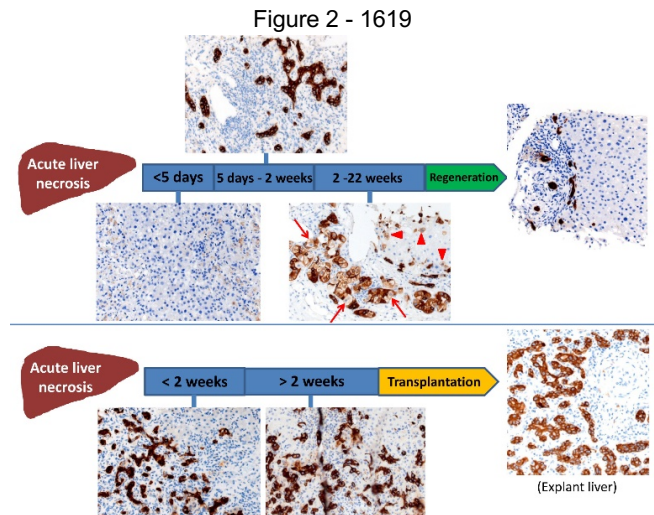 Figure 2 - 1619
Acute liver
necrosis
<5 days
5 days - 2 weeks
2 -22 weeks
Regeneration
Acute liver
necrosis
< 2 weeks
> 2 weeks
Transplantation
(Explant liver)